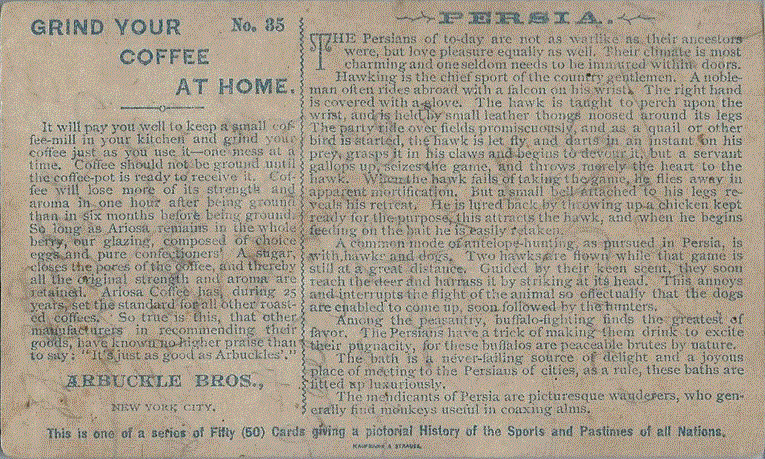 GRIND YOUR No. 35
COFFEE
AT HOME.
It will pay you well to keep a small cof-
fee-mill in your kitchen and grind your
coffee just as you use it—one mess at a
time. Coffee should not be ground until
the coffee-pot is ready to receive it. Cof-
fee will lose more of its strength and
aroma in one hour after being ground
than in six months before being ground.
So long as Ariosa remains in the whole
berry, our glazing, composed of choice
eggs and pure confectioners' A sugar,
closes the pores of the coffee, and thereby
all the original strength and aroma are
retained. Ariosa Coffee has, during 25
years, set the standard for all other roast-
ed coffees. So true is this, that other
manufacturers in recommending their
goods, have known no higher praise than
to say: "It's just as good as Arbuckles'."
ARBUCKLE BROS.,
NEW YORK CITY.
PERSIA.
THE Persians of to-day are not as warlike as their ancestors
were, but love pleasure equally as well. Their climate is most
charming and one seldom needs to be immured within doors.
Hawking is the chief sport of the country gentlemen. A noble-
man often rides abroad with a falcon on his wrist. The right hand
is covered with a glove. The hawk is taught to perch upon the
wrist, and is held by small leather thongs noosed around its legs
The party ride over fields promiscuously, and as a quail or other
bird is started, the hawk is let fly, and darts in an instant on his
prey, grasps it in his claws and begins to devour it, but a servant
gallops up, seizes the game, and throws merely the heart to the
hawk. When the hawk fails of taking the game, he flies away in
apparent mortification. But a small bell attached to his legs re-
veals his retreat. He is lured back by throwing up a chicken kept
ready for the purpose, this attracts the hawk, and when he begins
feeding on the bait he is easily retaken.
A common mode of antelope-hunting, as pursued in Persia, is
with hawks and dogs. Two hawks are flown while that game is
still at a great distance. Guided by their keen scent, they soon
reach the deer and harrass it by striking at its head. This annoys
and interrupts the flight of the animal so effectually that the dogs
are enabled to come up, soon followed by the hunters.
Among the peasantry, buffalo-fighting finds the greatest of
favor. The Persians have a trick of making them drink to excite
their pugnacity, for these buffalos are peaceable brutes by nature.
The bath is a never-failing source of delight and a joyous
place of meeting to the Persians of cities, as a rule, these baths are
fitted up luxuriously.
The mendicants of Persia are picturesque wanderers, who gen-
erally find monkeys useful in coaxing alms.
This is one of a series of Fifty (50) Cards giving a pictorial History of the Sports and Pastimes of all Nations.
KAUFMANN & STRAUSS.